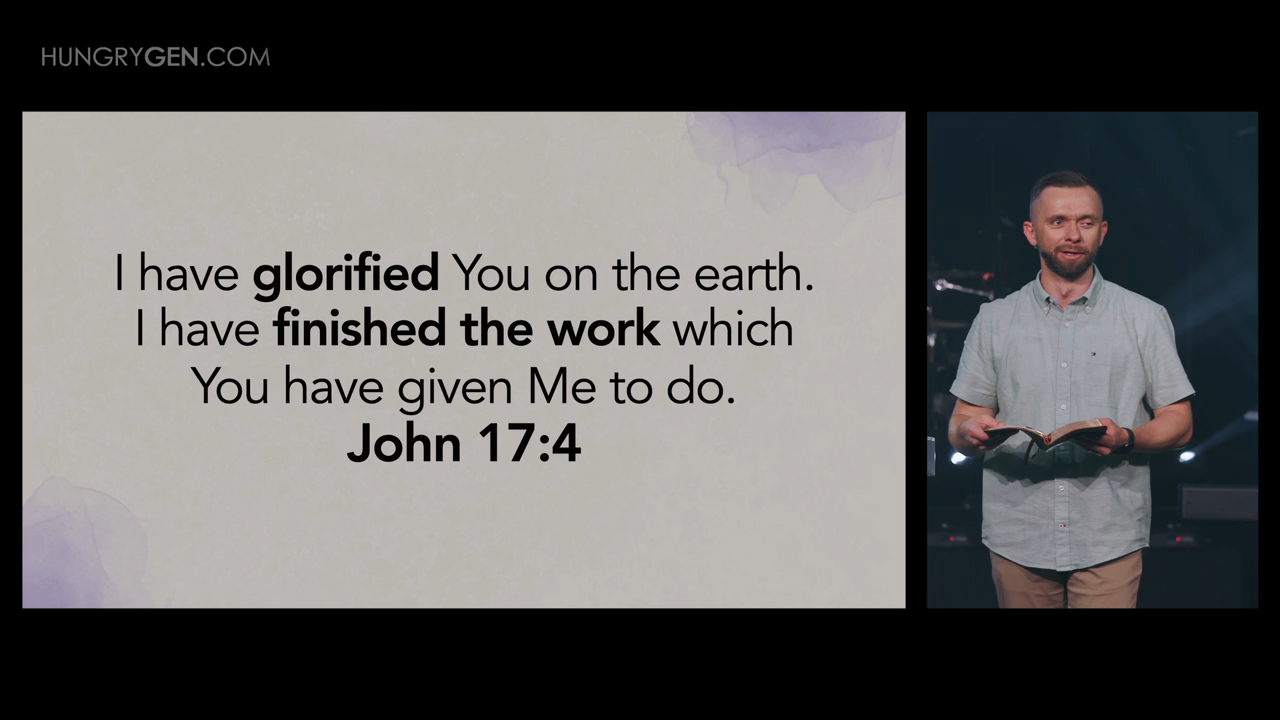 HUNGRYGEN.COM
I have glorified You on the earth.
I have finished the work which
You have given Me to do.
John 17:4